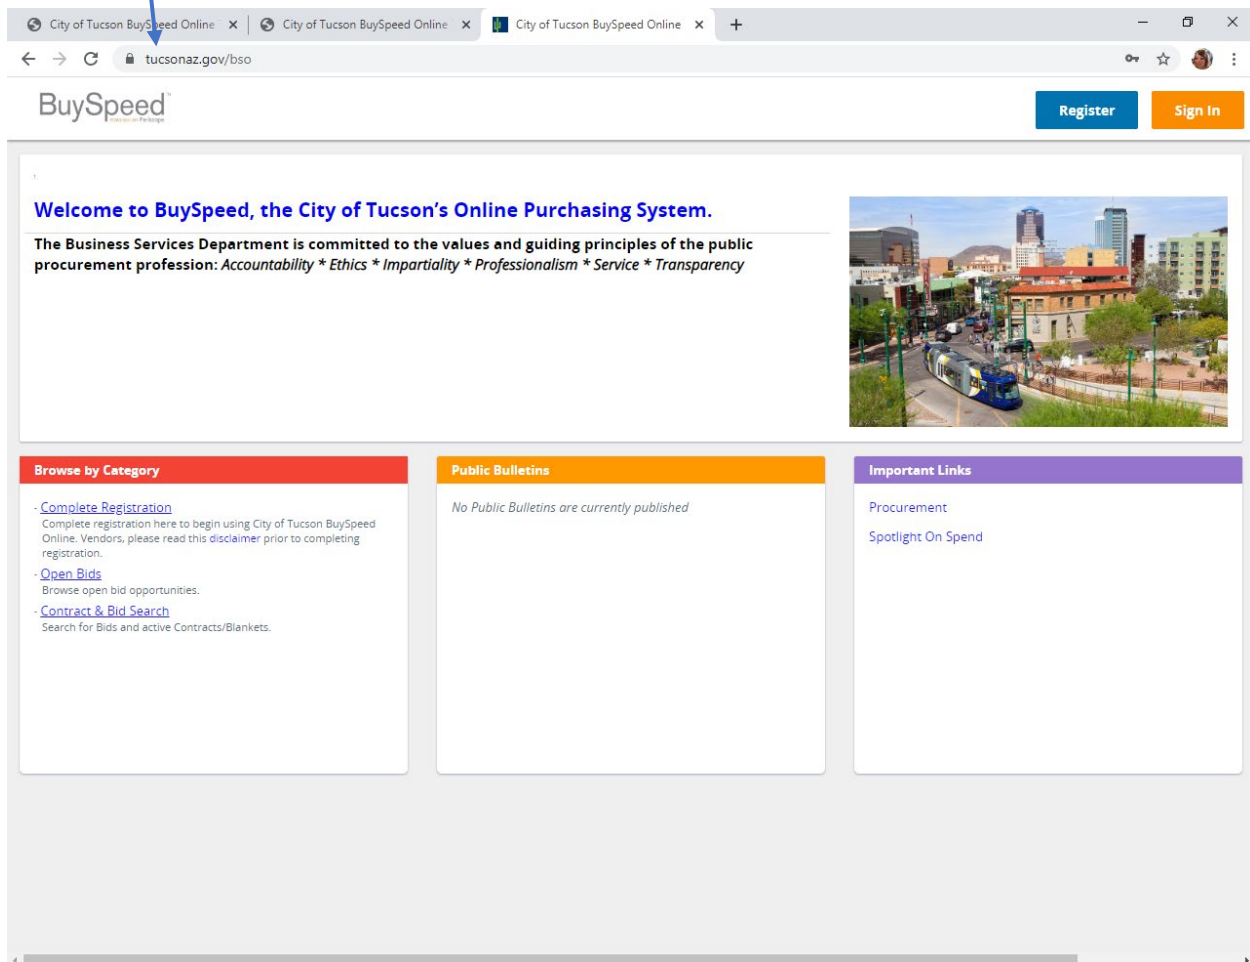 City of Tucson BuySpeed Online
City of Tucson BuySpeed Online
City of Tucson BuySpeed Online
tucsonaz.gov/bso
BuySpeed
Register
Sign In
Welcome to BuySpeed, the City of Tucson’s Online Purchasing System.
The Business Services Department is committed to the values and guiding principles of the public
procurement profession: Accountability * Ethics * Impartiality * Professionalism * Service * Transparency
Browse by Category
- Complete Registration
Complete registration here to begin using City of Tucson BuySpeed
Online. Vendors, please read this disclaimer prior to completing
registration.
- Open Bids
Browse open bid opportunities.
- Contract & Bid Search
Search for Bids and active Contracts/Blankets.
Public Bulletins
No Public Bulletins are currently published
Important Links
Procurement
Spotlight On Spend